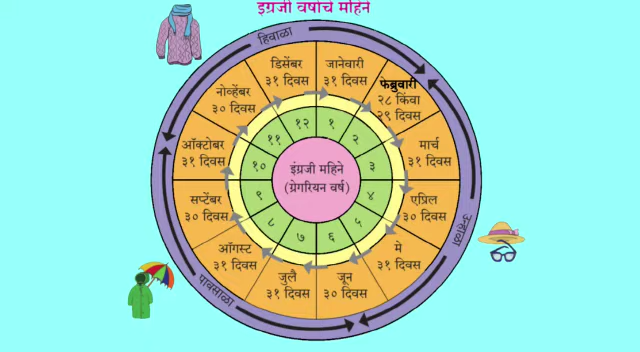 इंग्रजी वर्षाचे महिने
हिवाळा
डिसेंबर
३१ दिवस
जानेवारी
३१ दिवस
फेब्रुवारी
२८ किंवा
२९ दिवस
मार्च
३१ दिवस
एप्रिल
३० दिवस
मे
३१ दिवस
जून
३० दिवस
जुलै
३१ दिवस
ऑगस्ट
३१ दिवस
सप्टेंबर
३० दिवस
ऑक्टोबर
३१ दिवस
नोव्हेंबर
३० दिवस
१
२
३
४
५
६
७
८
९
१०
११
१२
इंग्रजी महिने
(ग्रेगरियन वर्ष)
उन्हाळा
पावसाळा